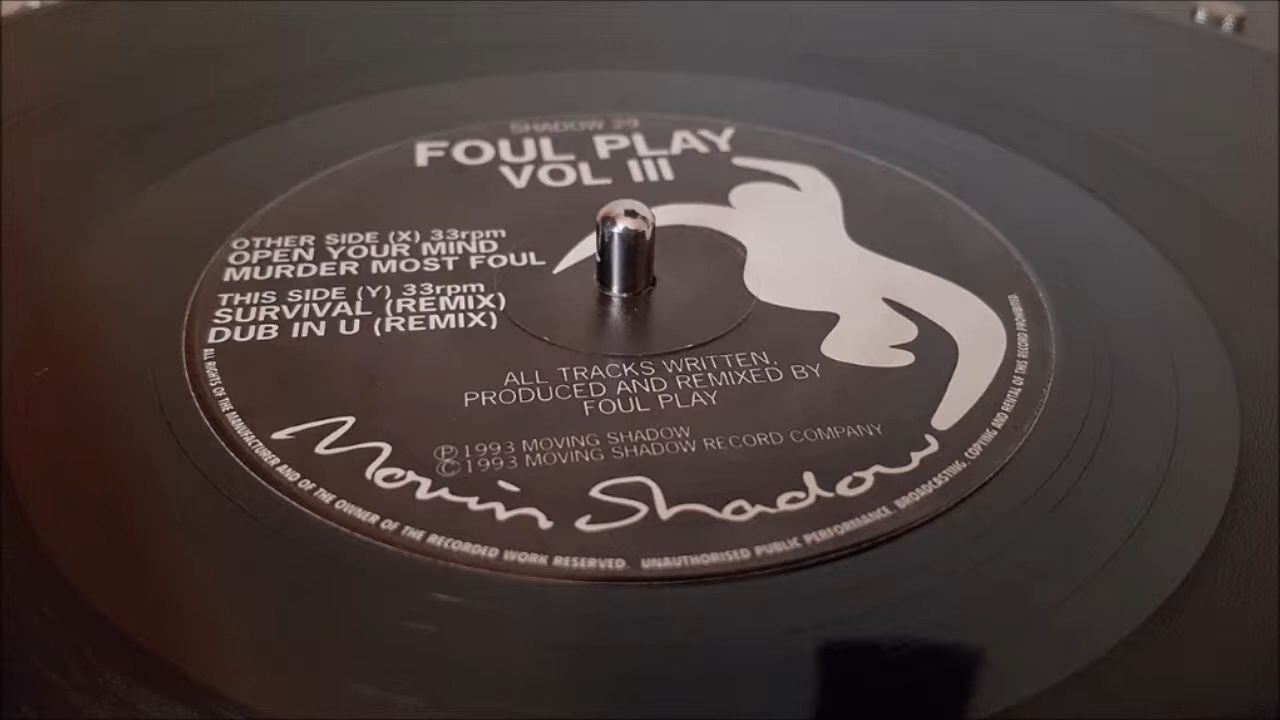 SHADOW 29
FOUL PLAY
VOL III
OTHER SIDE (X) 33rpm
OPEN YOUR MIND
MURDER MOST FOUL
THIS SIDE (Y) 33rpm
SURVIVAL (REMIX)
DUB IN U (REMIX)
ALL TRACKS WRITTEN,
PRODUCED AND REMIXED BY
FOUL PLAY
℗1993 MOVING SHADOW
©1993 MOVING SHADOW RECORD COMPANY
Movin Shadow
ALL RIGHTS OF THE MANUFACTURER AND OF THE OWNER OF THE RECORDED WORK RESERVED. UNAUTHORISED PUBLIC PERFORMANCE. BROADCASTING, COPYING AND RENTAL OF THIS RECORD PROHIBITED.